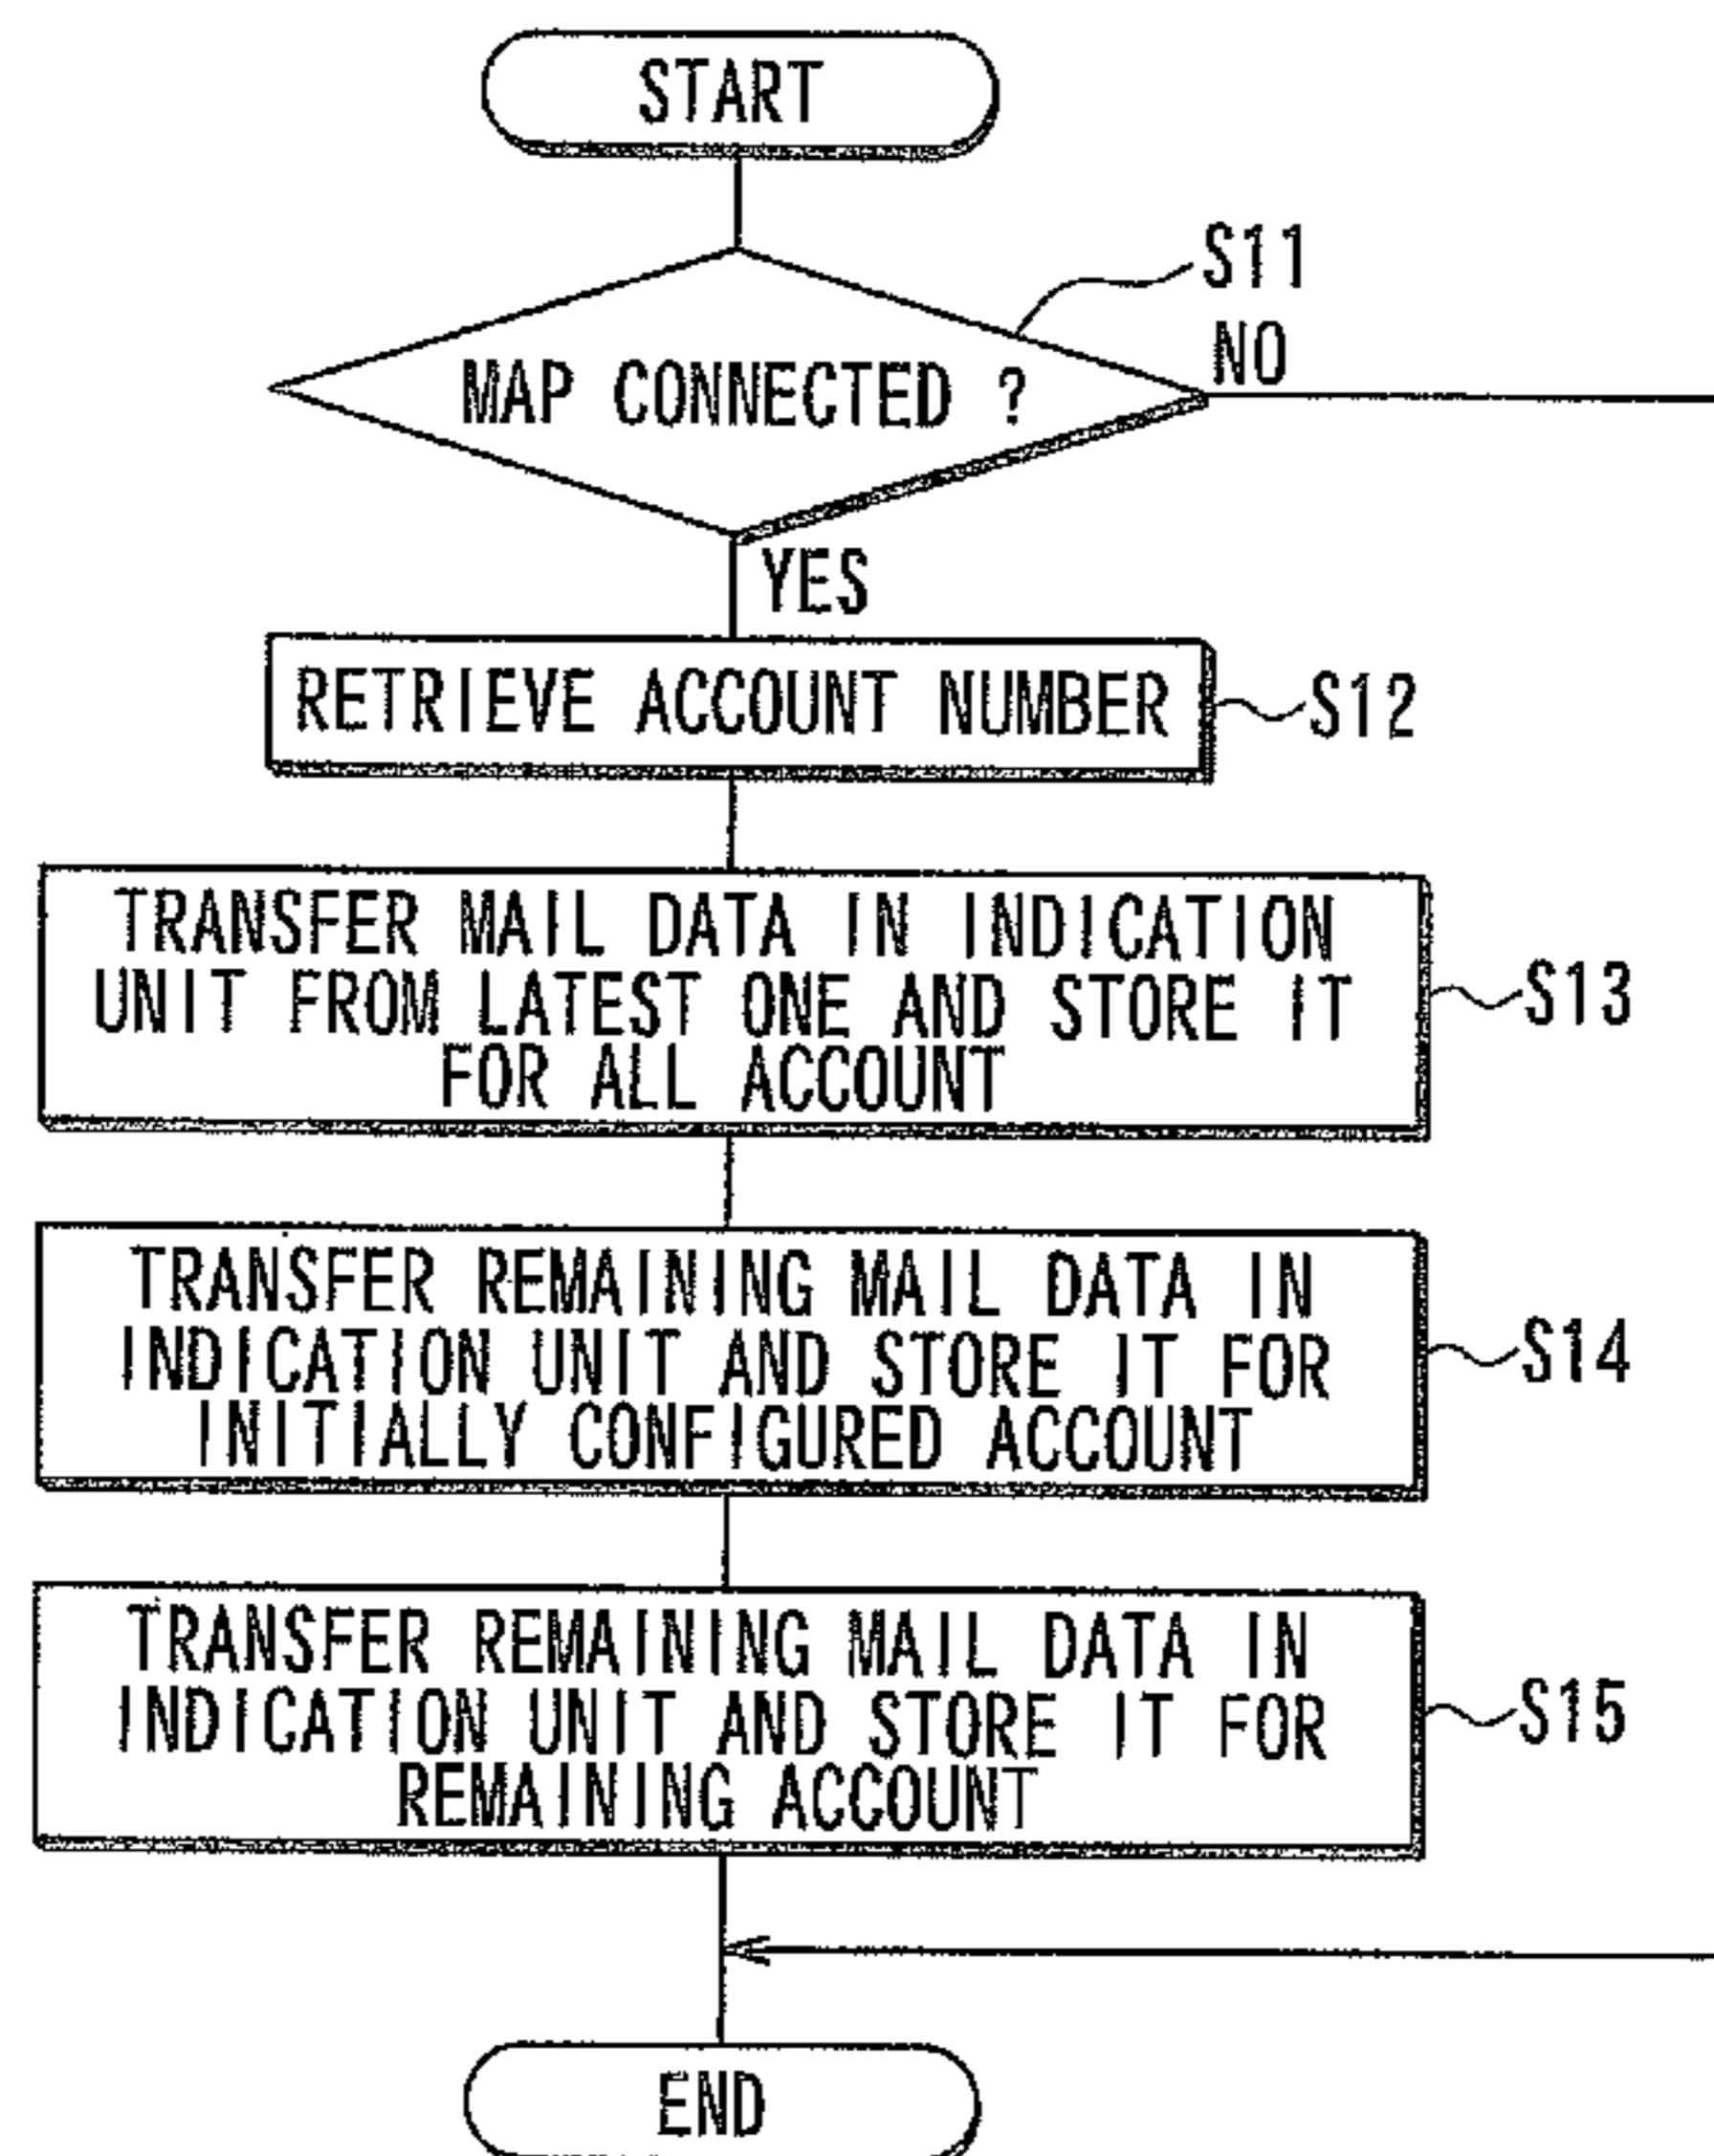 START
S11
NO
MAP CONNECTED ?
YES
RETRIEVE ACCOUNT NUMBER
S12
TRANSFER MAIL DATA IN INDICATION
UNIT FROM LATEST ONE AND STORE IT
FOR ALL ACCOUNT
S13
TRANSFER REMAINING MAIL DATA IN
INDICATION UNIT AND STORE IT FOR
INITIALLY CONFIGURED ACCOUNT
S14
TRANSFER REMAINING MAIL DATA IN
INDICATION UNIT AND STORE IT FOR
REMAINING ACCOUNT
S15
END